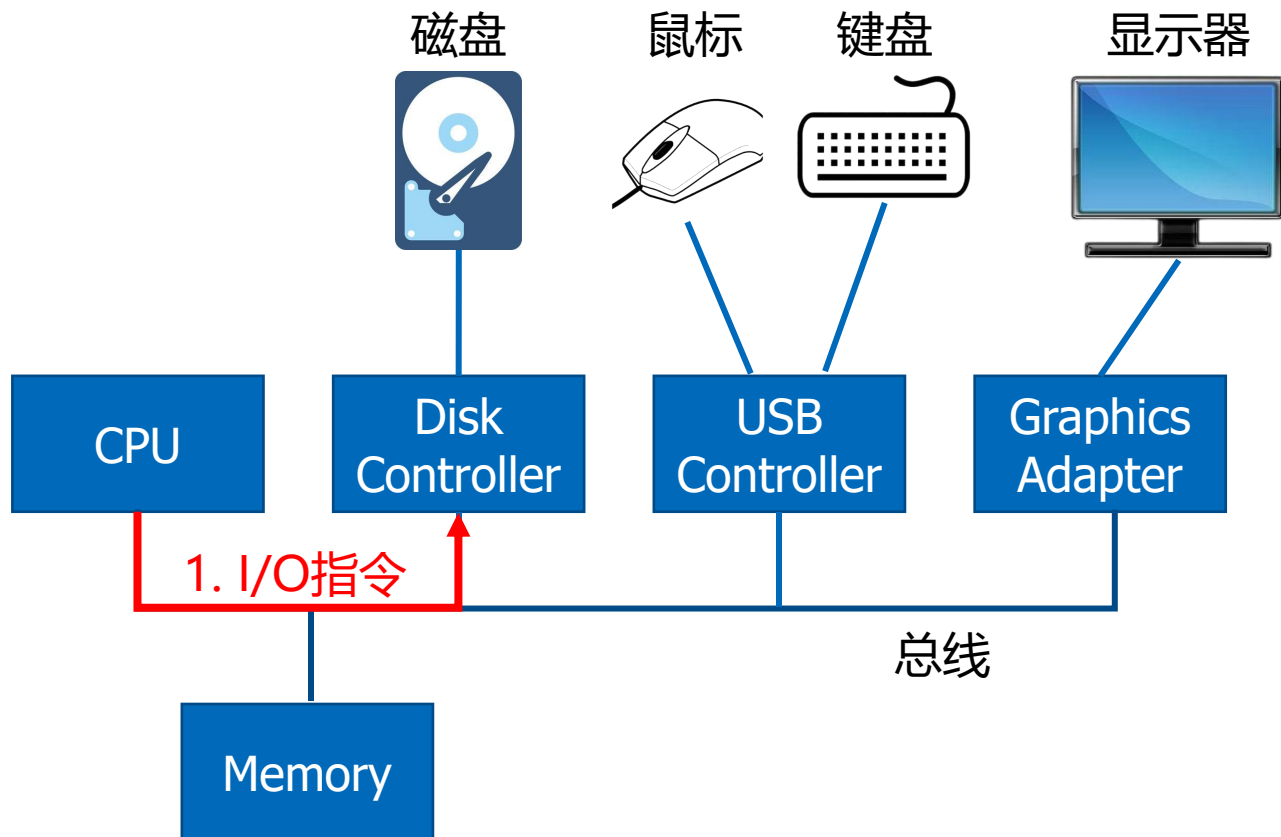 磁盘
鼠标
键盘
显示器
CPU
Disk
Controller
USB
Controller
Graphics
Adapter
1. I/O指令
总线
Memory